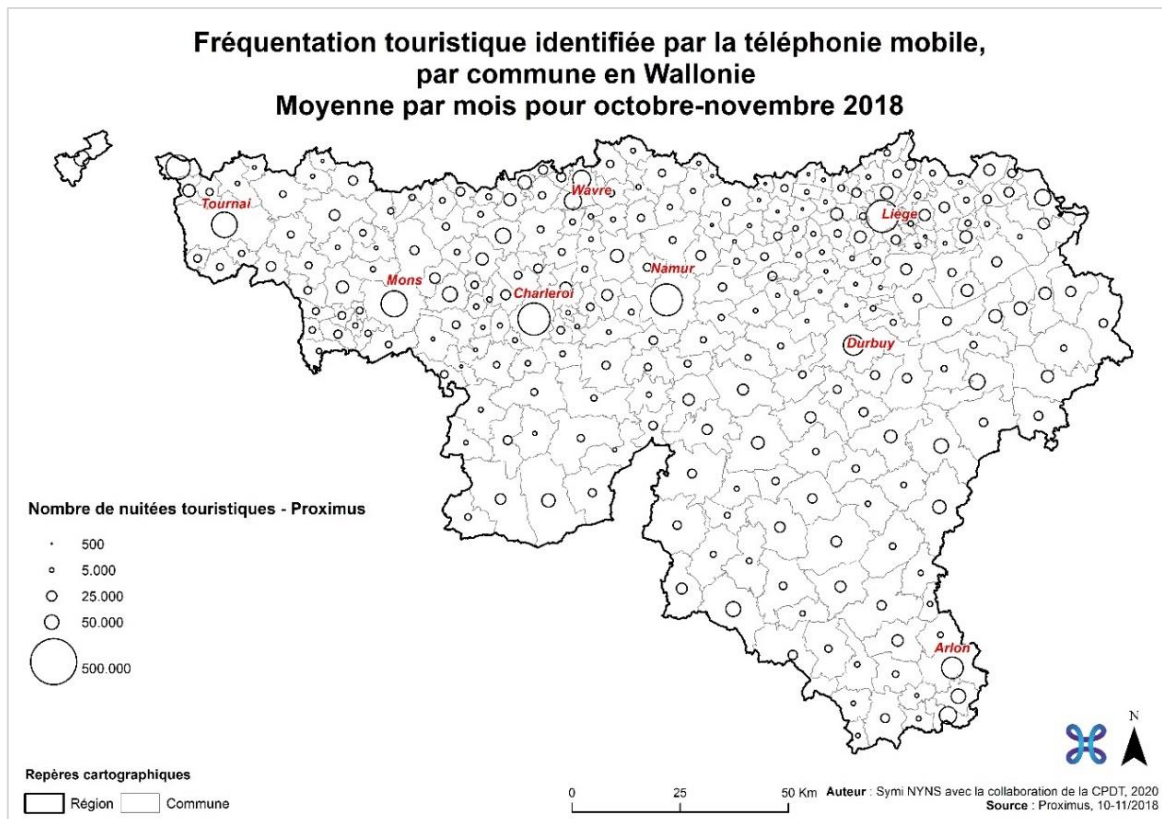 Fréquentation touristique identifiée par la téléphonie mobile,
par commune en Wallonie
Moyenne par mois pour octobre-novembre 2018
Tournai
Wavre
Liège
Mons
Charleroi
Namur
Durbuy
Arlon
Nombre de nuitées touristiques - Proximus
500
5.000
25.000
50.000
500.000
Repères cartographiques
Région
Commune
0 25 50 Km
N
Auteur : Symi NYNS avec la collaboration de la CPDT, 2020
Source : Proximus, 10-11/2018